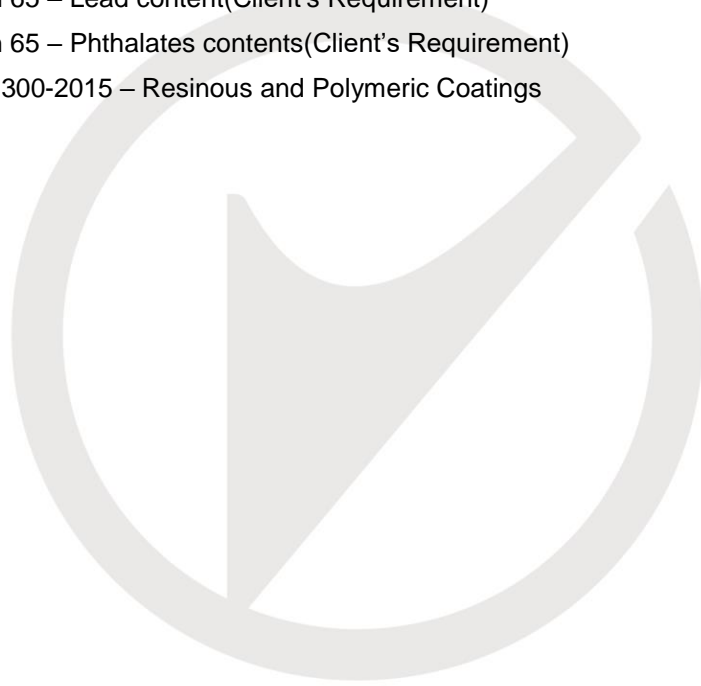 65 – Lead content(Client's Requirement)
65 – Phthalates contents(Client's Requirement)
300-2015 – Resinous and Polymeric Coatings